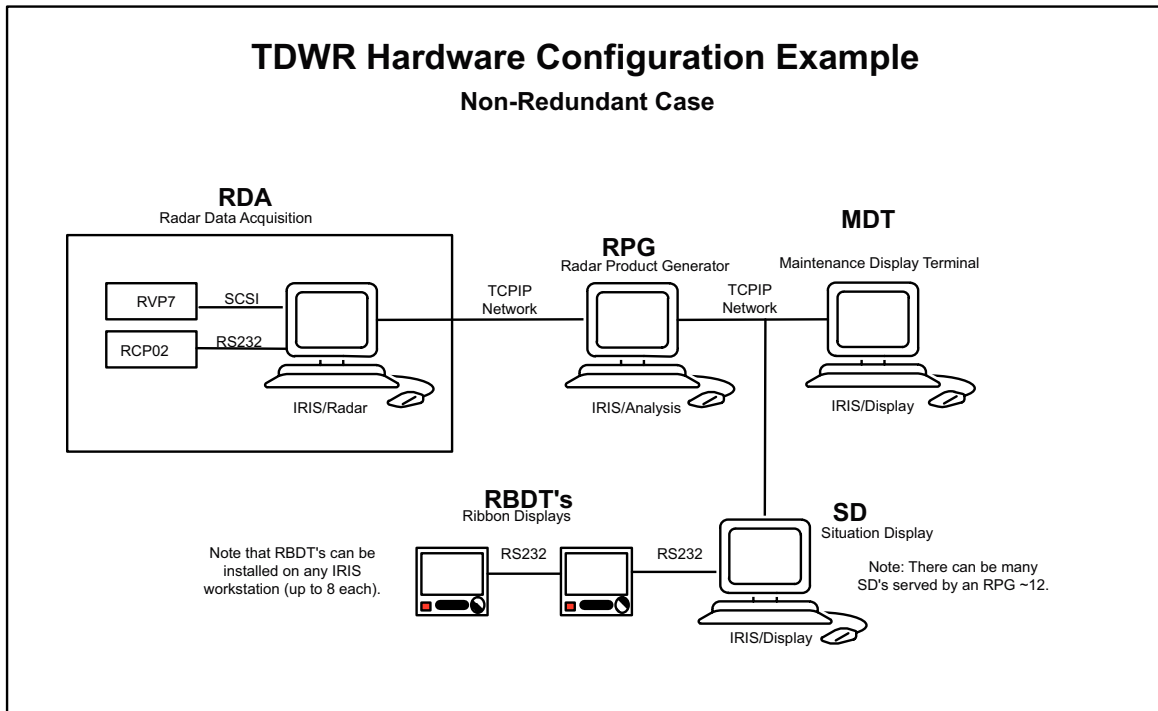 TDWR Hardware Configuration Example
Non-Redundant Case
RDA
Radar Data Acquisition
RVP7
SCSI
RCP02
RS232
IRIS/Radar
TCPIP
Network
RPG
Radar Product Generator
IRIS/Analysis
TCPIP
Network
MDT
Maintenance Display Terminal
IRIS/Display
RBDT's
Ribbon Displays
Note that RBDT's can be
installed on any IRIS
workstation (up to 8 each).
RS232
RS232
SD
Situation Display
Note: There can be many
SD's served by an RPG ~12.
IRIS/Display